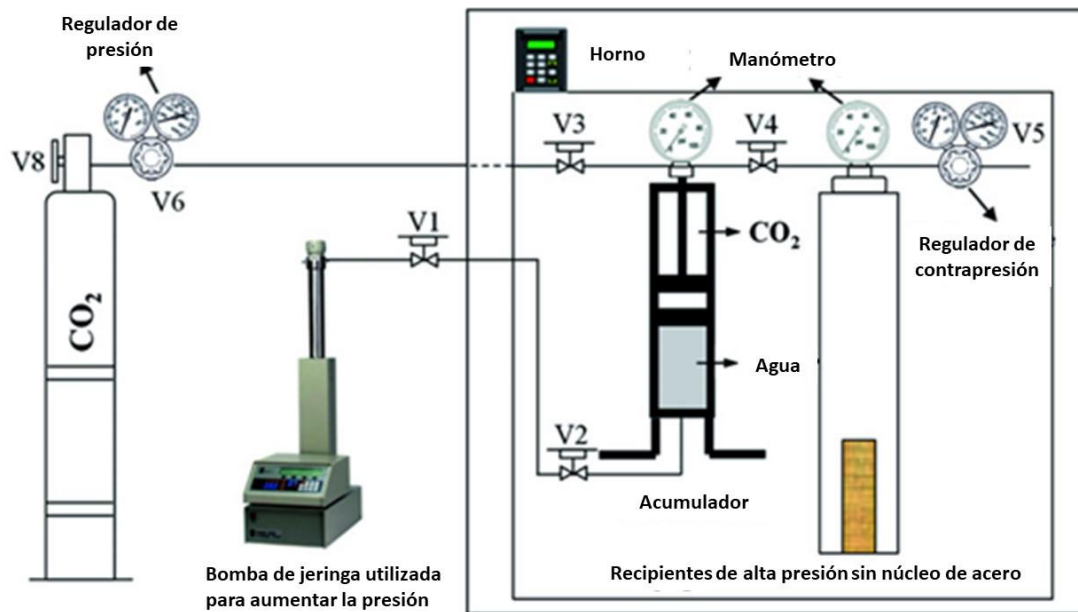 Regulador de
presión
Horno
Manómetro
V3
V4
V5
V8
V6
V1
CO₂
Regulador de
contrapresión
CO₂
Agua
V2
Acumulador
Bomba de jeringa utilizada
para aumentar la presión
Recipientes de alta presión sin núcleo de acero